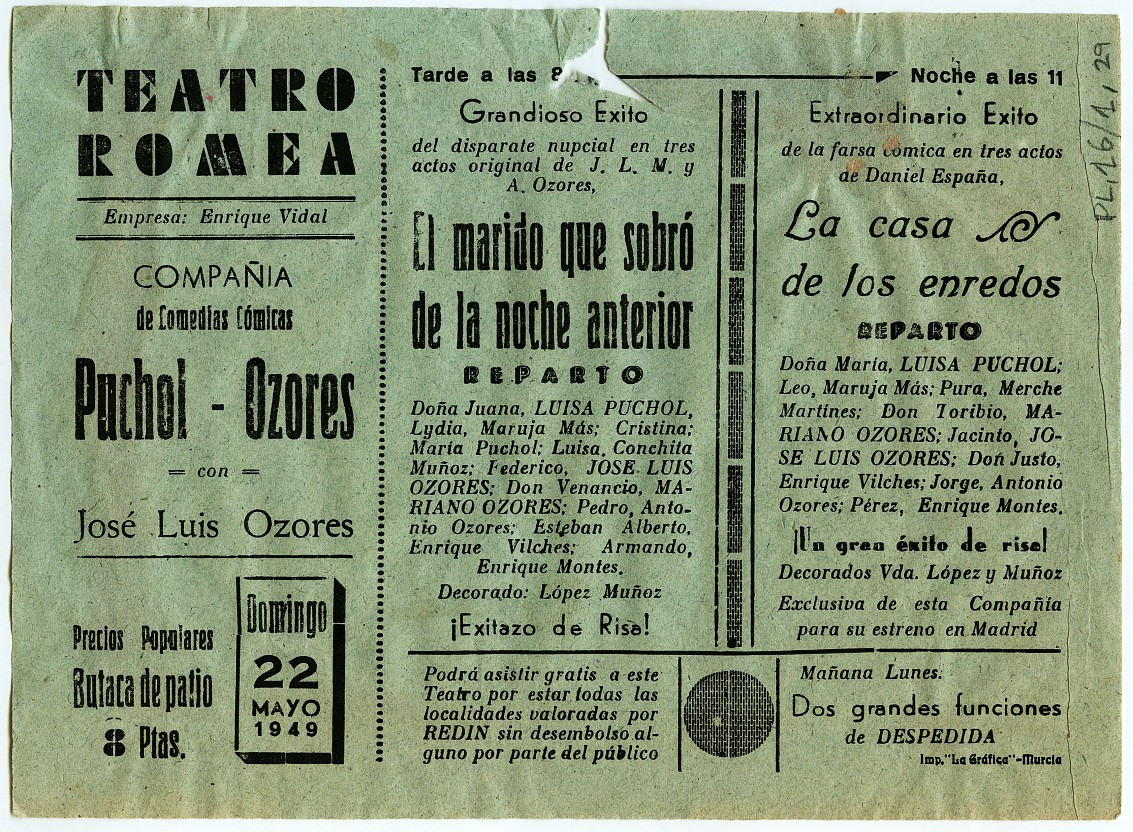 TEATRO
ROMEA
Empresa: Enrique Vidal
COMPAÑIA
de Comedias Cómicas
Puchol - Ozores
= con =
José Luis Ozores
Precios Populares
Butaca de patio
8 Ptas.
Domingo
22
MAYO
1949
Tarde a las
Grandioso Exito
del disparate nupcial en tres
actos original de J. L. M. y
A. Ozores,
El marido que sobró
de la noche anterior
REPARTO
Doña Juana, LUISA PUCHOL,
Lydia, Maruja Más; Cristina;
María Puchol; Luisa, Conchita
Muñoz; Federico, JOSE LUIS
OZORES; Don Venancio, MA-
RIANO OZORES; Pedro, Anto-
nio Ozores; Esteban Alberto,
Enrique Vilches; Armando,
Enrique Montes.
Decorado: López Muñoz
¡Exitazo de Risa!
Podrá asistir gratis a este
Teatro por estar todas las
localidades valoradas por
REDIN sin desembolso al-
guno por parte del público
Noche a las 11
Extraordinario Exito
de la farsa cómica en tres actos
de Daniel España,
La casa
de los enredos
REPARTO
Doña María, LUISA PUCHOL;
Leo, Maruja Más; Pura, Merche
Martínes; Don Toribio, MA-
RIANO OZORES; Jacinto, JO-
SE LUIS OZORES; Don Justo,
Enrique Vilches; Jorge, Antonio
Ozores; Pérez, Enrique Montes.
¡Un gran éxito de risa!
Decorados Vda. López y Muñoz
Exclusiva de esta Compañía
para su estreno en Madrid
Mañana Lunes:
Dos grandes funciones
de DESPEDIDA
Imp. "La Gráfica"-Murcia
PL.16/1, 29